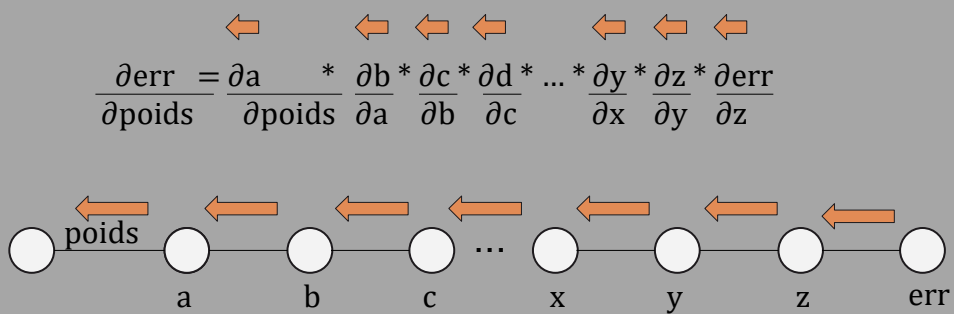 ∂err = ∂a * ∂b * ∂c * ∂d * ... * ∂y * ∂z * ∂err
∂poids ∂poids ∂a ∂b ∂c ∂x ∂y ∂z
poids
...
a b c x y z err